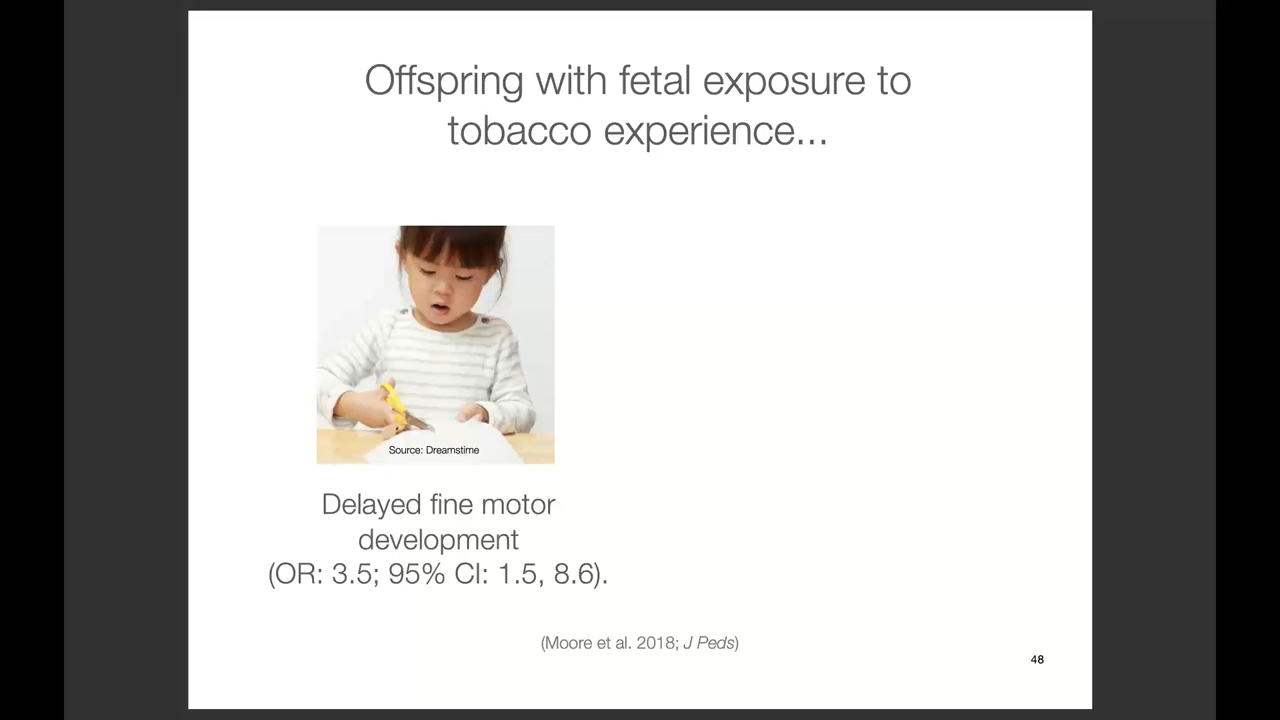 Offspring with fetal exposure to
tobacco experience...
Source: Dreamstime
Delayed fine motor
development
(OR: 3.5; 95% CI: 1.5, 8.6).
(Moore et al. 2018; J Peds)
48